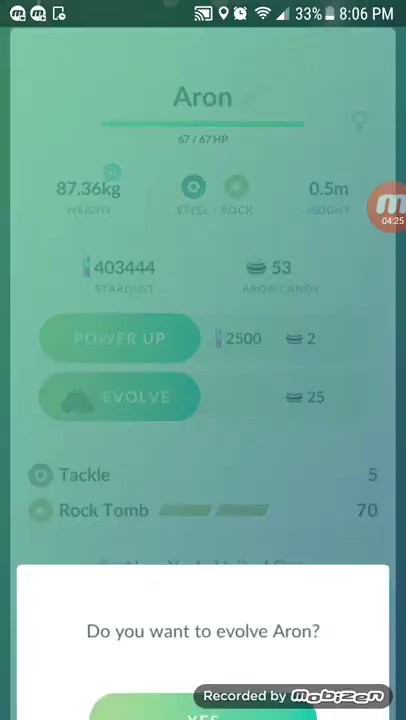 33% 8:06 PM
Aron
67 / 67 HP
XL
87.36kg
WEIGHT
STEEL / ROCK
0.5m
HEIGHT
04:25
403444
STARDUST
53
ARON CANDY
POWER UP
2500
2
EVOLVE
25
Tackle
5
Rock Tomb
70
Do you want to evolve Aron?
YES
Recorded by mobizen